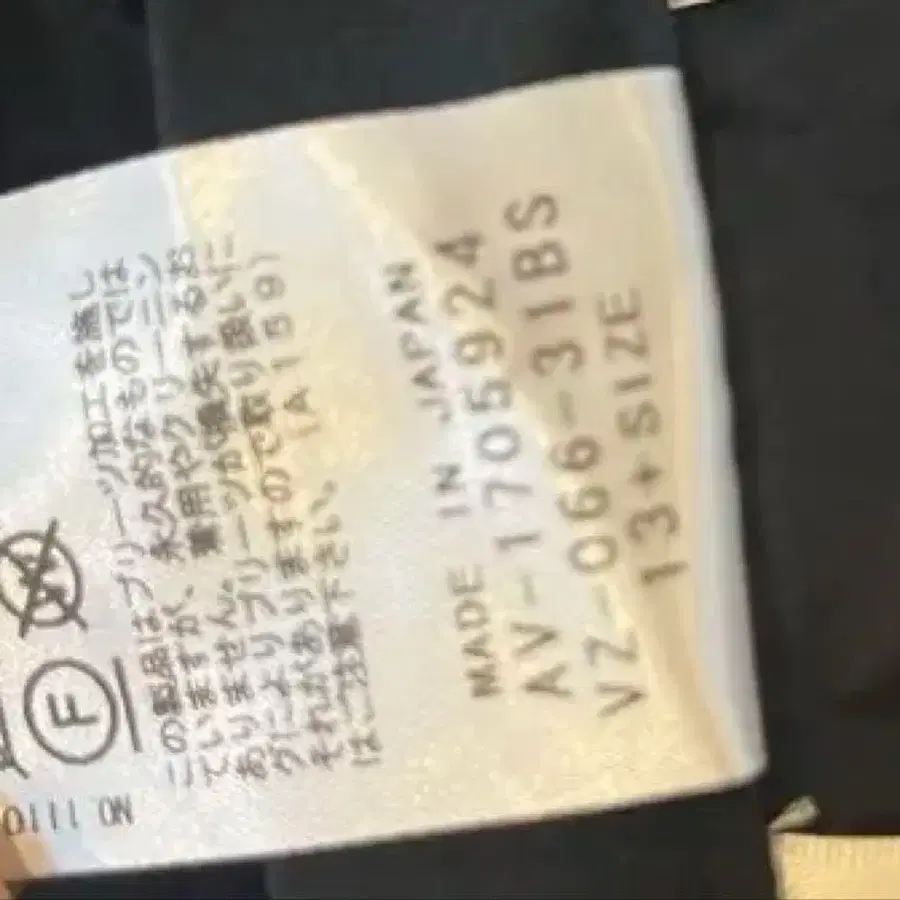 F
NO.1110
この製品はプリーツ加工を施し
ていますが、永久的なものでは
ありません。着用やクリーニン
グによりプリーツが消失するお
それがありますので取り扱いに
はご注意下さい。 (A159)
MADE IN JAPAN
AV-1705924
VZ-066-31BS
13+SIZE